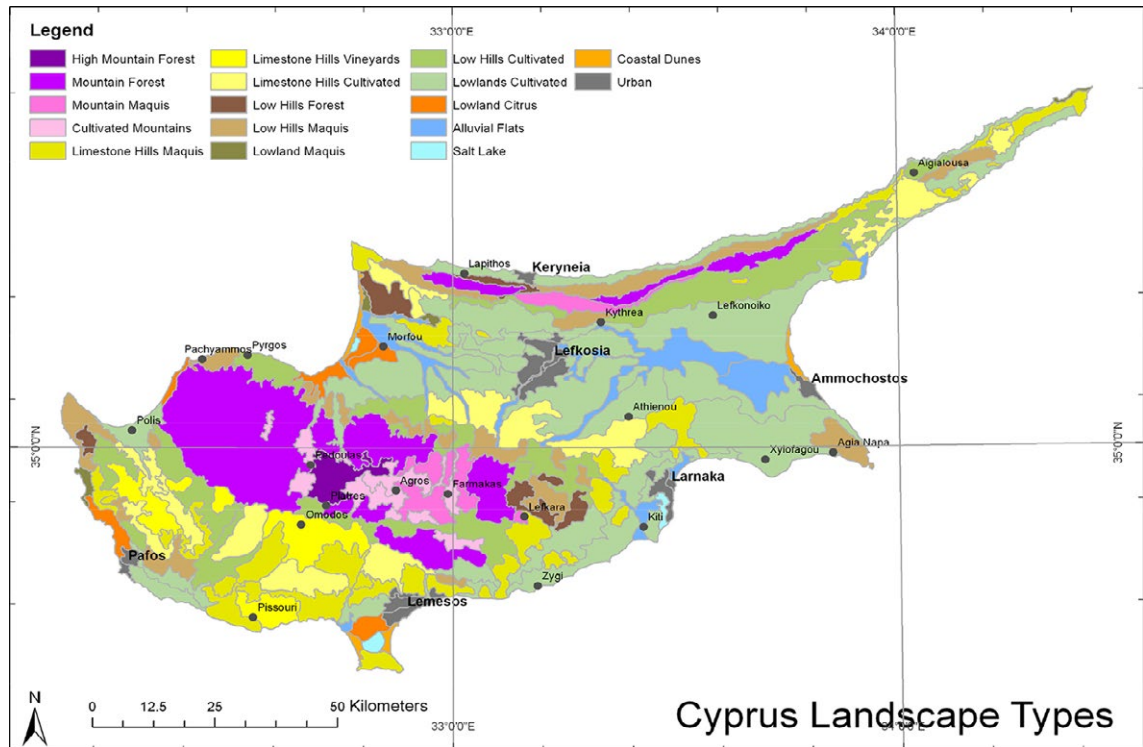 33°0'0"E
34°0'0"E
Legend
High Mountain Forest
Mountain Forest
Mountain Maquis
Cultivated Mountains
Limestone Hills Maquis
Limestone Hills Vineyards
Limestone Hills Cultivated
Low Hills Forest
Low Hills Maquis
Lowland Maquis
Low Hills Cultivated
Lowlands Cultivated
Lowland Citrus
Alluvial Flats
Salt Lake
Coastal Dunes
Urban
Aigialousa
Lapithos
Keryneia
Kythrea
Lefkonoiko
Pachyammos
Pyrgos
Morfou
Lefkosia
Ammochostos
Polis
Athienou
35°0'0"N
35°0'0"N
Pedoulas
Xylofagou
Agia Napa
Agros
Farmakas
Larnaka
Platres
Omodos
Lefkara
Kiti
Pafos
Zygi
Pissouri
Lemesos
N
0 12.5 25 50 Kilometers
Cyprus Landscape Types
33°0'0"E